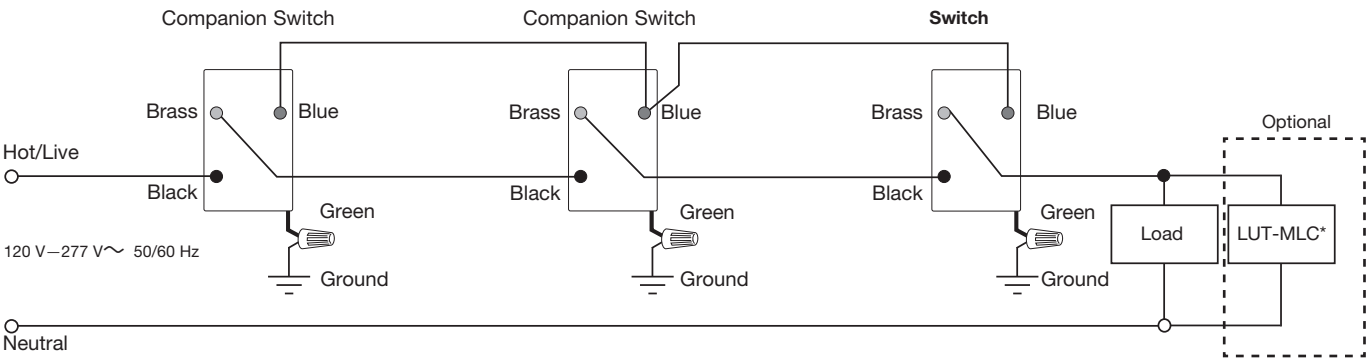 Companion Switch
Companion Switch
Switch
Brass
Blue
Brass
Blue
Brass
Blue
Optional
Hot/Live
Black
Black
Black
Green
Green
Green
Load
LUT-MLC*
120 V—277 V～ 50/60 Hz
Ground
Ground
Ground
Neutral